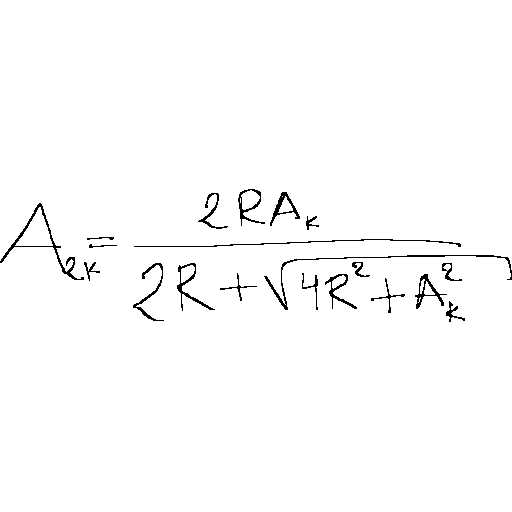 A_{2k} = \frac{2RA_k}{2R + \sqrt{4R^2 + A_k^2}}